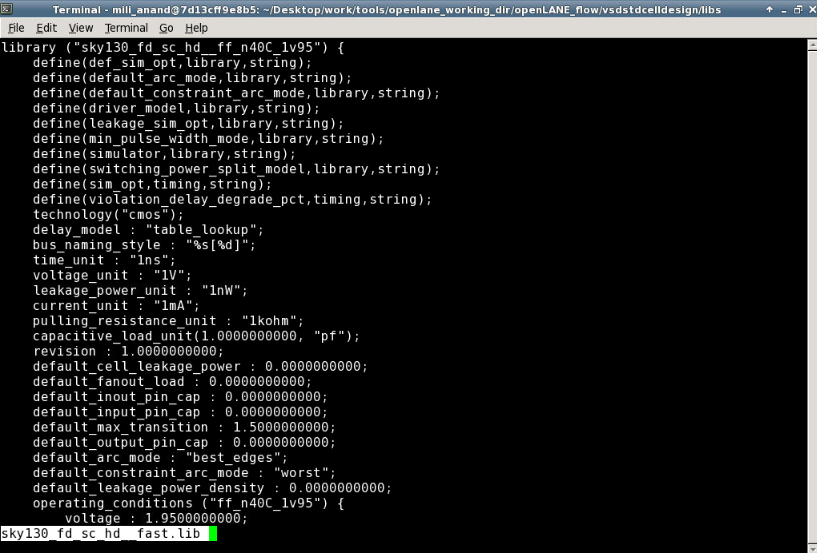 Terminal - mili_anand@7d13cff9e8b5: ~/Desktop/work/tools/openlane_working_dir/openLANE_flow/vsdstdcelldesign/libs
File Edit View Terminal Go Help
library ("sky130_fd_sc_hd__ff_n40C_1v95") {
    define(def_sim_opt,library,string);
    define(default_arc_mode,library,string);
    define(default_constraint_arc_mode,library,string);
    define(driver_model,library,string);
    define(leakage_sim_opt,library,string);
    define(min_pulse_width_mode,library,string);
    define(simulator,library,string);
    define(switching_power_split_model,library,string);
    define(sim_opt,timing,string);
    define(violation_delay_degrade_pct,timing,string);
    technology("cmos");
    delay_model : "table_lookup";
    bus_naming_style : "%s[%d]";
    time_unit : "1ns";
    voltage_unit : "1V";
    leakage_power_unit : "1nW";
    current_unit : "1mA";
    pulling_resistance_unit : "1kohm";
    capacitive_load_unit(1.0000000000, "pf");
    revision : 1.0000000000;
    default_cell_leakage_power : 0.0000000000;
    default_fanout_load : 0.0000000000;
    default_inout_pin_cap : 0.0000000000;
    default_input_pin_cap : 0.0000000000;
    default_max_transition : 1.5000000000;
    default_output_pin_cap : 0.0000000000;
    default_arc_mode : "best_edges";
    default_constraint_arc_mode : "worst";
    default_leakage_power_density : 0.0000000000;
    operating_conditions ("ff_n40C_1v95") {
        voltage : 1.9500000000;
sky130_fd_sc_hd__fast.lib